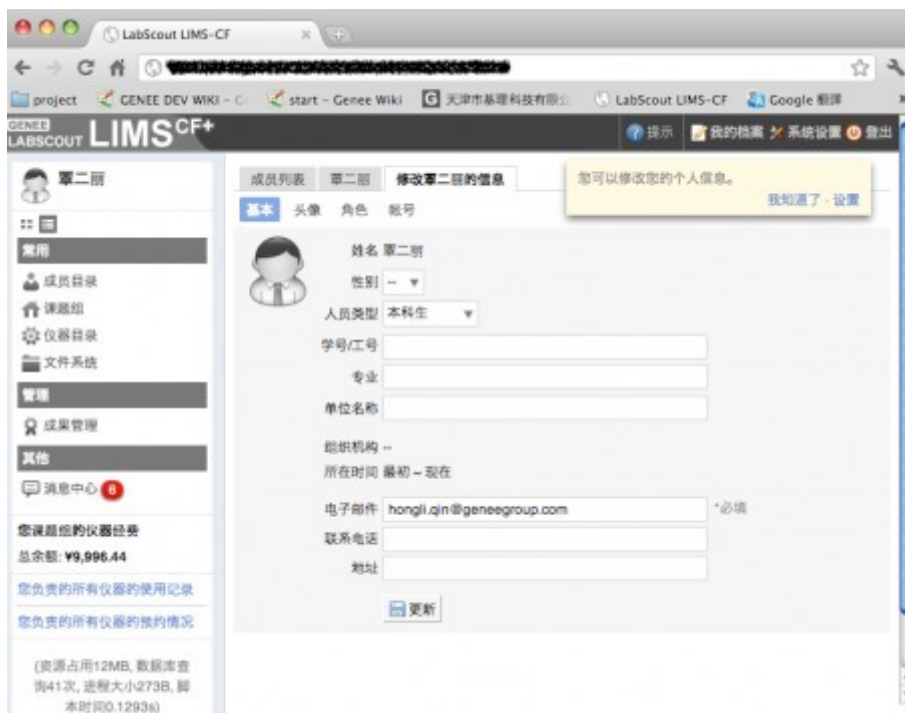 LabScout LIMS-CF
project
GENEE DEV WIKI - G
start - Genee Wiki
天津市基理科技有限公
LabScout LIMS-CF
Google 翻译
GENEE
LABSCOUT LIMS CF+
提示
我的档案
系统设置
登出
覃二丽
常用
成员目录
课题组
仪器目录
文件系统
管理
成果管理
其他
消息中心 6
您课题组的仪器经费
总余额: ¥9,996.44
您负责的所有仪器的使用记录
您负责的所有仪器的预约情况
(资源占用12MB, 数据库查
询41次, 进程大小273B, 脚
本时间0.1293s)
成员列表 覃二丽 修改覃二丽的信息
您可以修改您的个人信息。
我知道了 - 设置
基本 头像 角色 帐号
姓名 覃二丽
性别 --
人员类型 本科生
学号/工号
专业
单位名称
组织机构 --
所在时间 最初 ~ 现在
电子邮件 hongli.qin@geneegroup.com *必填
联系电话
地址
更新